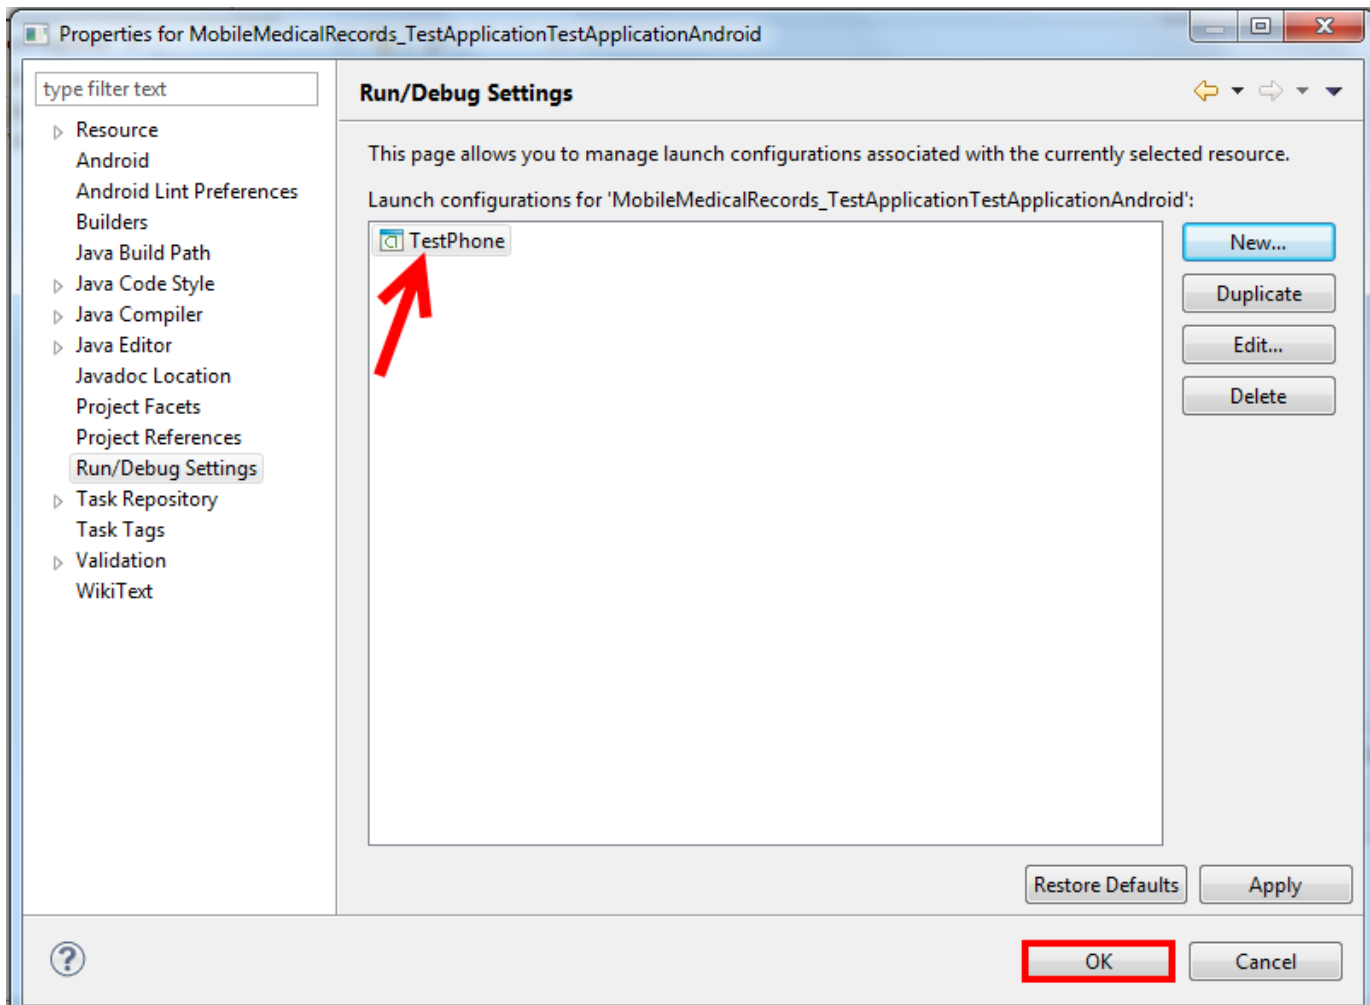 Properties for MobileMedicalRecords_TestApplicationTestApplicationAndroid
X
type filter text
Resource
Android
Android Lint Preferences
Builders
Java Build Path
Java Code Style
Java Compiler
Java Editor
Javadoc Location
Project Facets
Project References
Run/Debug Settings
Task Repository
Task Tags
Validation
WikiText
Run/Debug Settings
This page allows you to manage launch configurations associated with the currently selected resource.
Launch configurations for 'MobileMedicalRecords_TestApplicationTestApplicationAndroid':
TestPhone
New...
Duplicate
Edit...
Delete
Restore Defaults
Apply
?
OK
Cancel